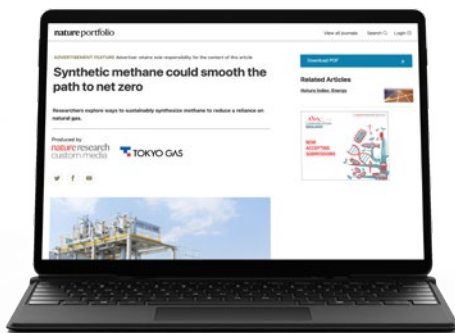 natureportfolio
View all journals
Search
Login
ADVERTISEMENT FEATURE Advertiser retains sole responsibility for the content of this article
Synthetic methane could smooth the
path to net zero
Researchers explore ways to sustainably synthesize methane to reduce a reliance on
natural gas.
Produced by
nature research
custom media
TOKYO GAS
Download PDF
Related Articles
Nature Index: Energy
NOW
ACCEPTING
SUBMISSIONS